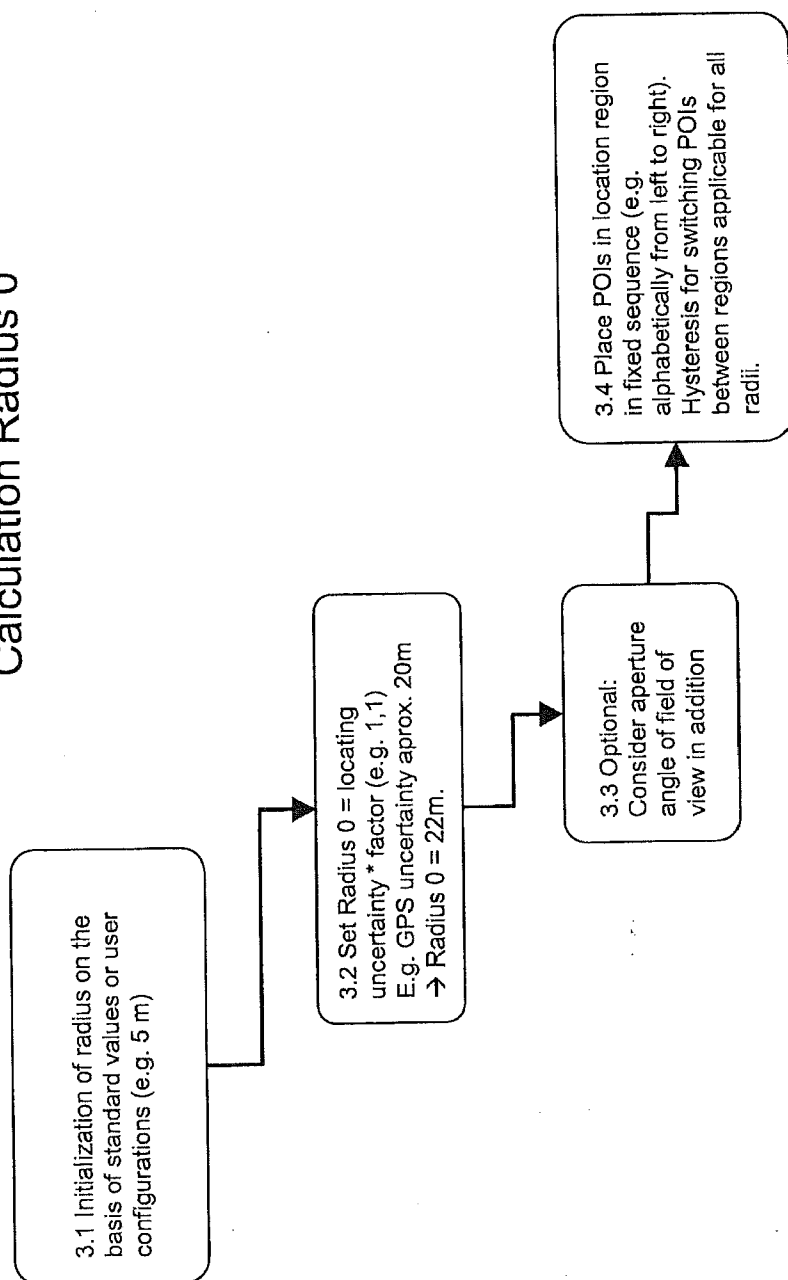 Calculation Radius 0
3.1 Initialization of radius on the
basis of standard values or user
configurations (e.g. 5 m)
3.2 Set Radius 0 = locating
uncertainty * factor (e.g. 1,1)
E.g. GPS uncertainty aprox. 20m
→ Radius 0 = 22m.
3.3 Optional:
Consider aperture
angle of field of
view in addition
3.4 Place POIs in location region
in fixed sequence (e.g.
alphabetically from left to right).
Hysteresis for switching POIs
between regions applicable for all
radii.